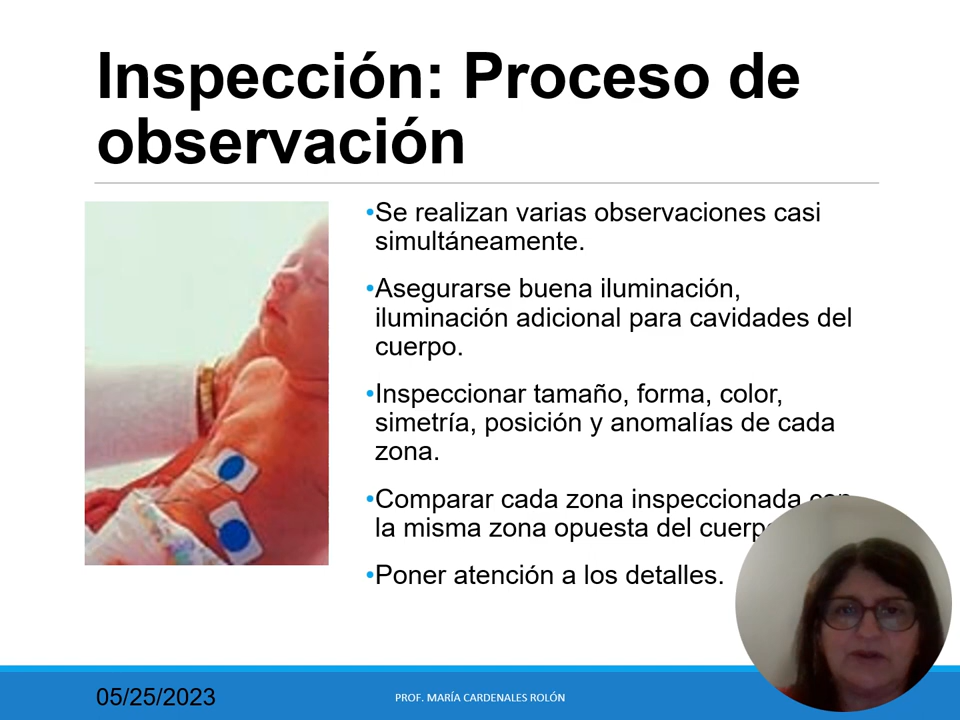 Inspección: Proceso de
observación
•Se realizan varias observaciones casi
simultáneamente.
•Asegurarse buena iluminación,
iluminación adicional para cavidades del
cuerpo.
•Inspeccionar tamaño, forma, color,
simetría, posición y anomalías de cada
zona.
•Comparar cada zona inspeccionada con
la misma zona opuesta del cuerpo
•Poner atención a los detalles.
05/25/2023
PROF. MARÍA CARDENALES ROLÓN